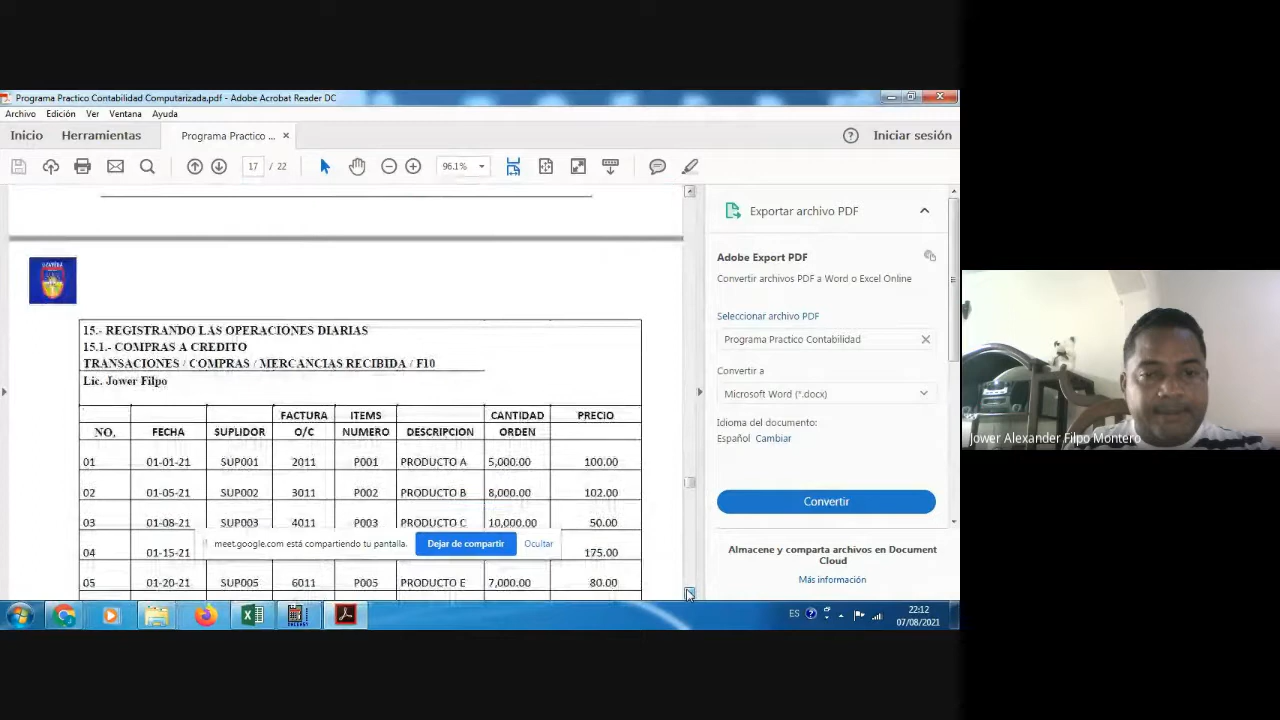 Programa Practico Contabilidad Computarizada.pdf - Adobe Acrobat Reader DC
Archivo Edición Ver Ventana Ayuda
Inicio Herramientas Programa Practico ... ×
Iniciar sesión
17 / 22 96.1%
Exportar archivo PDF
Adobe Export PDF
Convertir archivos PDF a Word o Excel Online
Seleccionar archivo PDF
Programa Practico Contabilidad
Convertir a
Microsoft Word (*.docx)
Idioma del documento:
Español Cambiar
Convertir
Almacene y comparta archivos en Document
Cloud
Más información
15.- REGISTRANDO LAS OPERACIONES DIARIAS
15.1.- COMPRAS A CREDITO
TRANSACIONES / COMPRAS / MERCANCIAS RECIBIDA / F10
Lic. Jower Filpo
FACTURA ITEMS CANTIDAD PRECIO
NO, FECHA SUPLIDOR O/C NUMERO DESCRIPCION ORDEN
01 01-01-21 SUP001 2011 P001 PRODUCTO A 5,000.00 100.00
02 01-05-21 SUP002 3011 P002 PRODUCTO B 8,000.00 102.00
03 01-08-21 SUP003 4011 P003 PRODUCTO C 10,000.00 50.00
04 01-15-21 175.00
05 01-20-21 SUP005 6011 P005 PRODUCTO E 7,000.00 80.00
meet.google.com está compartiendo tu pantalla. Dejar de compartir Ocultar
ES 22:12
07/08/2021
Jower Alexander Filpo Montero